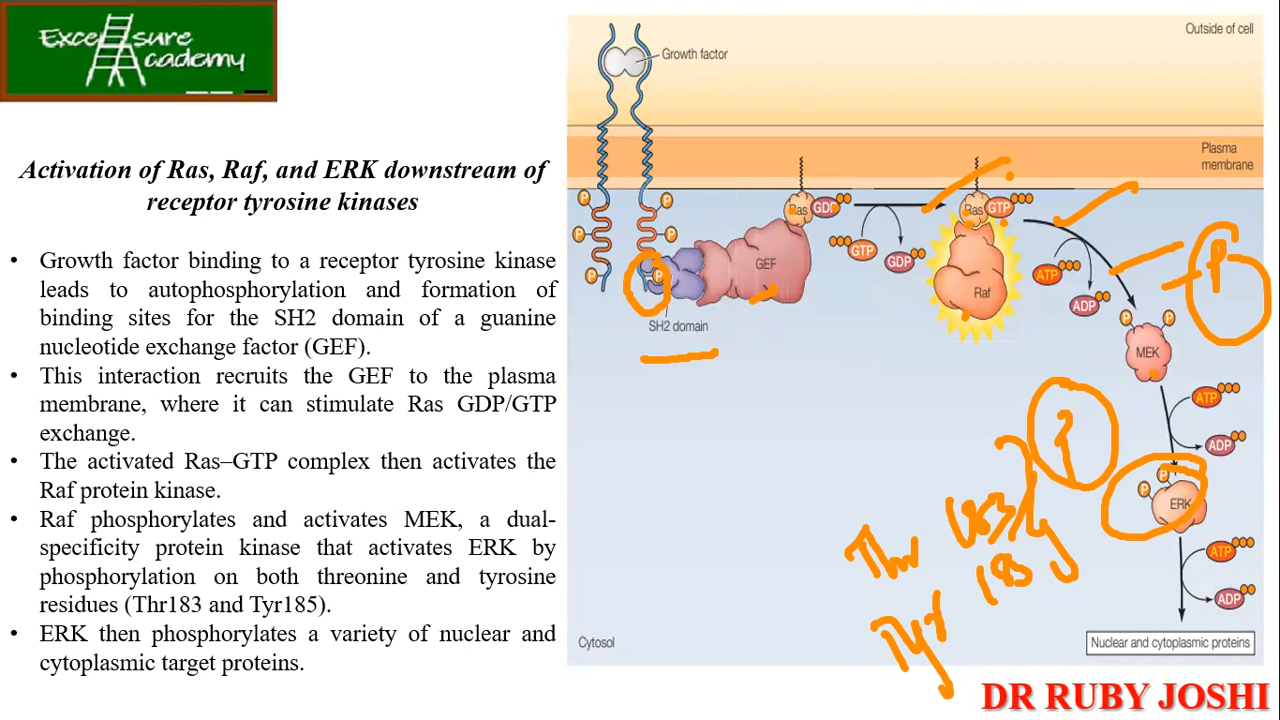 Exce sure
cademy
Activation of Ras, Raf, and ERK downstream of
receptor tyrosine kinases
• Growth factor binding to a receptor tyrosine kinase
leads to autophosphorylation and formation of
binding sites for the SH2 domain of a guanine
nucleotide exchange factor (GEF).
• This interaction recruits the GEF to the plasma
membrane, where it can stimulate Ras GDP/GTP
exchange.
• The activated Ras–GTP complex then activates the
Raf protein kinase.
• Raf phosphorylates and activates MEK, a dual-
specificity protein kinase that activates ERK by
phosphorylation on both threonine and tyrosine
residues (Thr183 and Tyr185).
• ERK then phosphorylates a variety of nuclear and
cytoplasmic target proteins.
Outside of cell
Growth factor
Plasma
membrane
P
P
Ras
GDP
Ras
GTP
P
P
GTP
GDP
P
P
GEF
Raf
ATP
ADP
P
SH2 domain
P
P
MEK
ATP
ADP
P
P
ERK
Thr 183
Tyr 185
ATP
ADP
Cytosol
Nuclear and cytoplasmic proteins
DR RUBY JOSHI